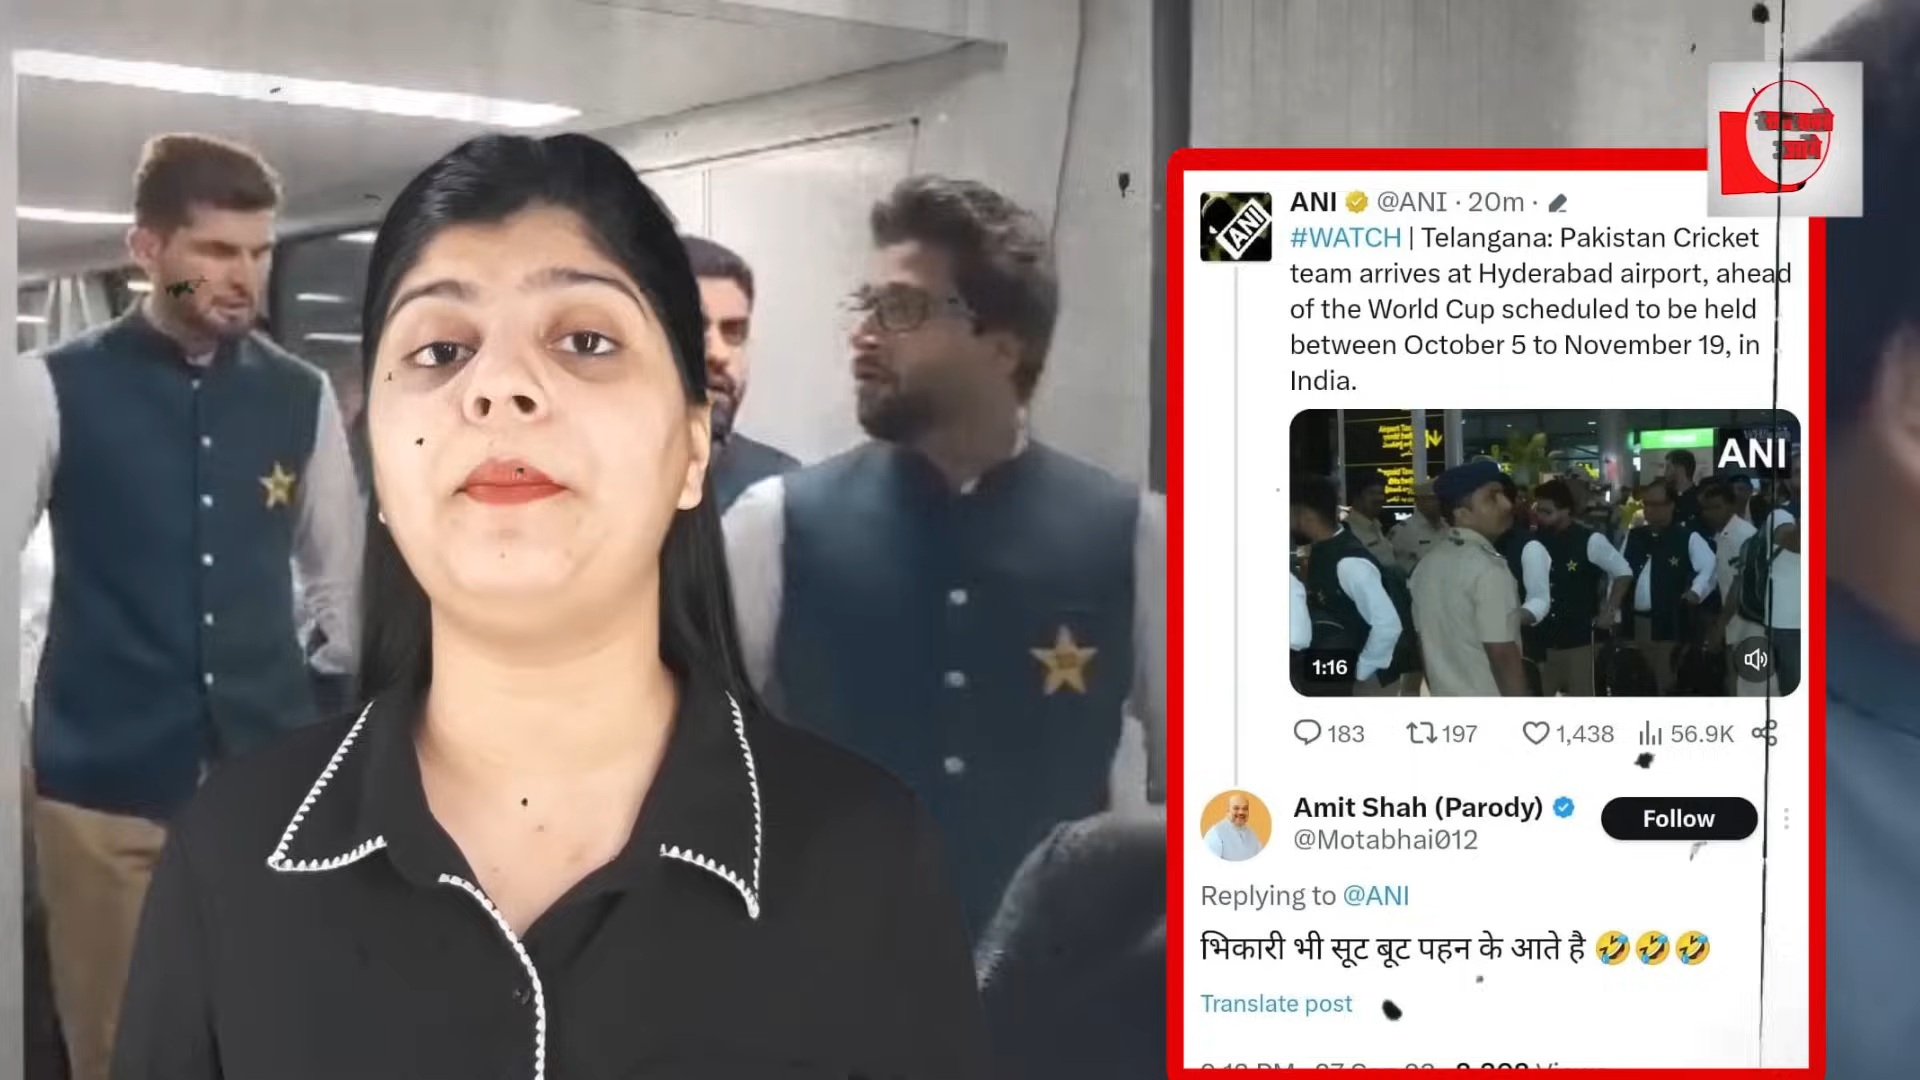 ANI @ANI · 20m ·
#WATCH | Telangana: Pakistan Cricket
team arrives at Hyderabad airport, ahead
of the World Cup scheduled to be held
between October 5 to November 19, in
India.
ANI
ANI
1:16
183 197 1,438 56.9K
Amit Shah (Parody)
Follow
@Motabhai012
Replying to @ANI
भिकारी भी सूट बूट पहन के आते है 🤣🤣🤣
Translate post